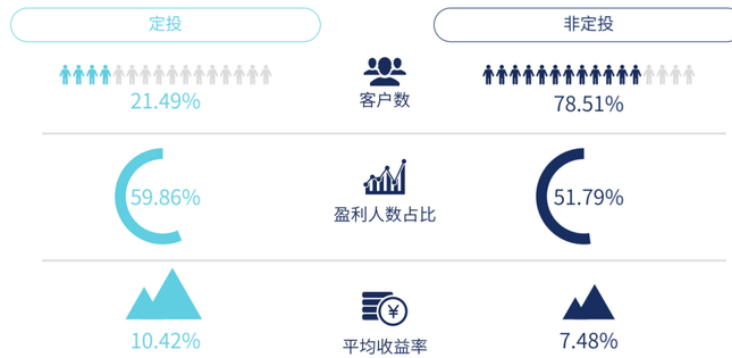 定投
非定投
21.49%
客户数
78.51%
59.86%
盈利人数占比
51.79%
10.42%
¥
平均收益率
7.48%